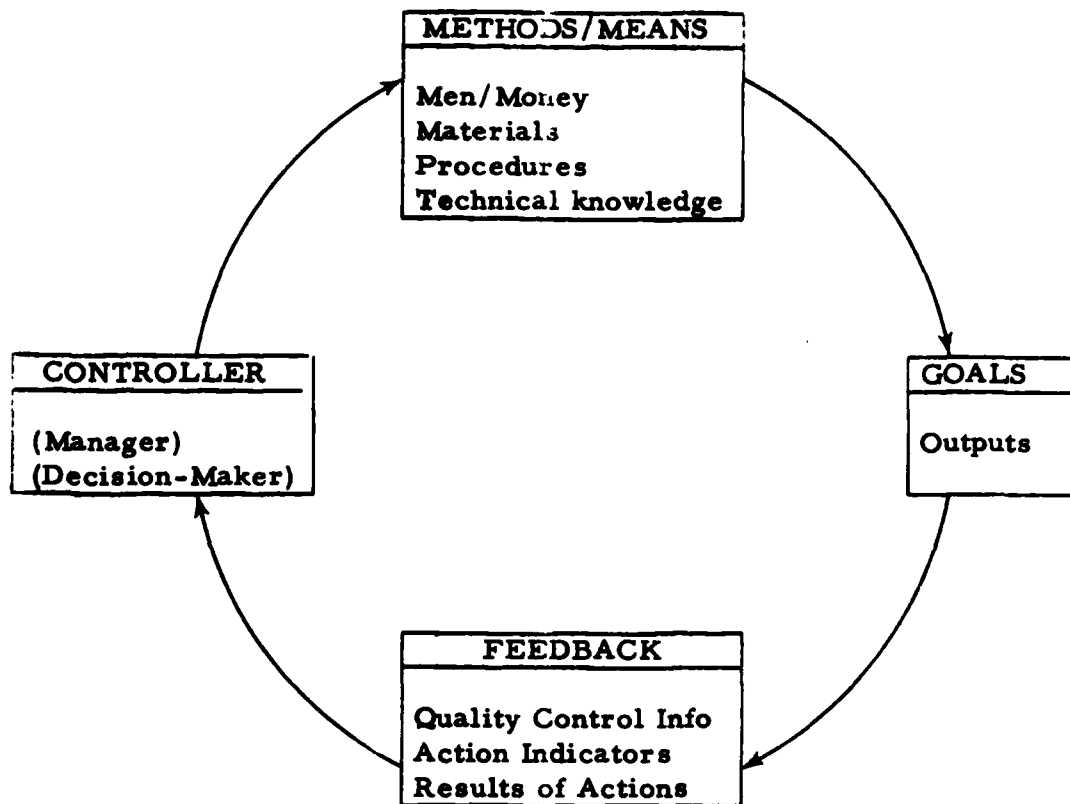 METHODS/MEANS
Men/Money
Materials
Procedures
Technical knowledge
CONTROLLER
(Manager)
(Decision-Maker)
GOALS
Outputs
FEEDBACK
Quality Control Info
Action Indicators
Results of Actions